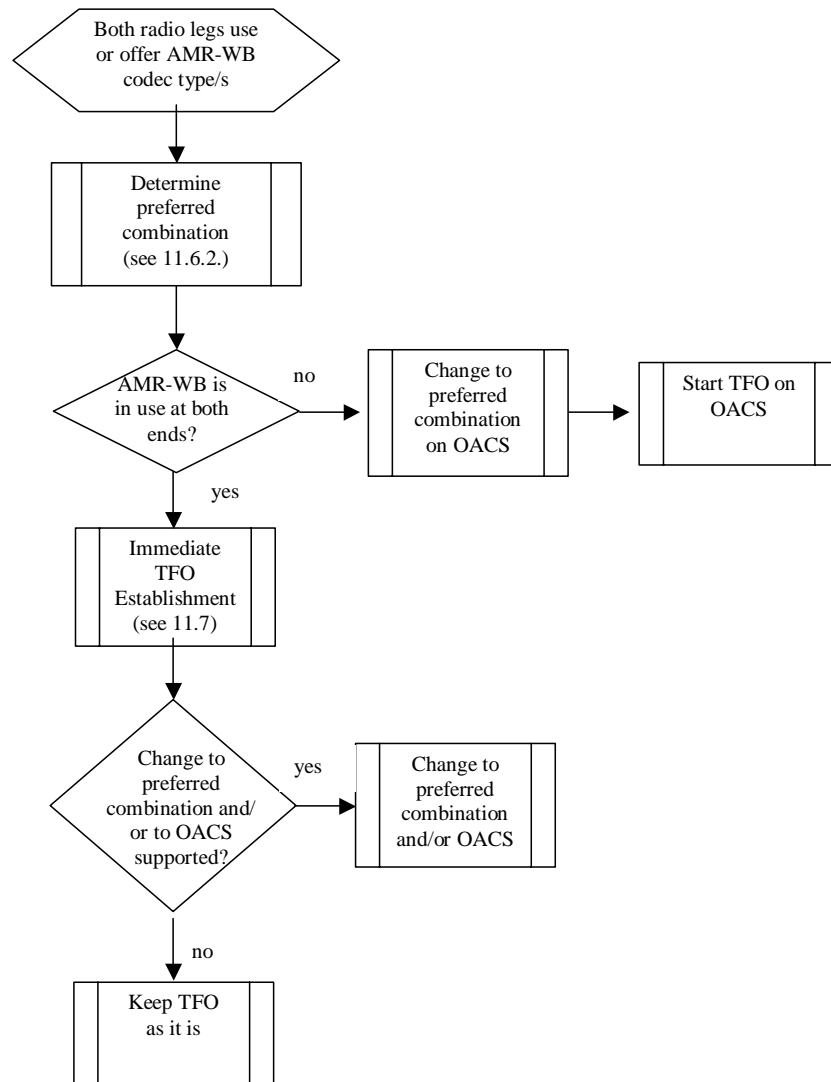 Both radio legs use
or offer AMR-WB
codec type/s
Determine
preferred
combination
(see 11.6.2.)
AMR-WB is
in use at both
ends?
no
Change to
preferred
combination
on OACS
Start TFO on
OACS
yes
Immediate
TFO
Establishment
(see 11.7)
Change to
preferred
combination and/
or to OACS
supported?
yes
Change to
preferred
combination
and/or OACS
no
Keep TFO
as it is